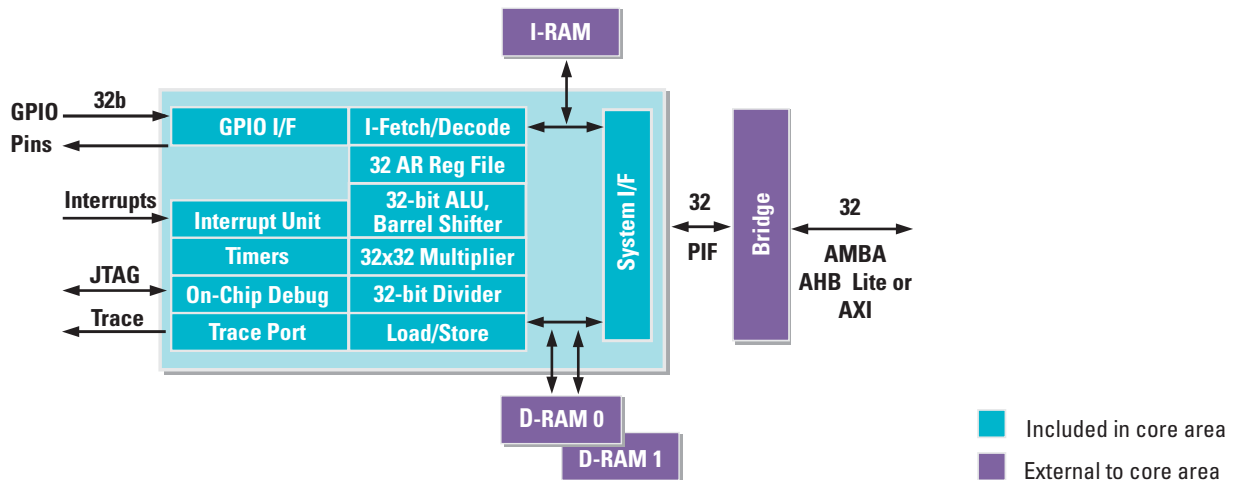 I-RAM
GPIO
32b
Pins
GPIO I/F
I-Fetch/Decode
32 AR Reg File
Interrupts
Interrupt Unit
32-bit ALU,
Barrel Shifter
Timers
32x32 Multiplier
JTAG
On-Chip Debug
32-bit Divider
Trace
Trace Port
Load/Store
System I/F
32
PIF
Bridge
32
AMBA
AHB Lite or
AXI
D-RAM 0
D-RAM 1
Included in core area
External to core area